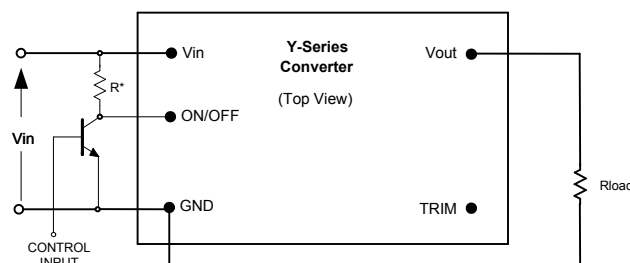 Y-Series
Converter
(Top View)
Vin
Vout
R*
ON/OFF
Vin
GND
TRIM
Rload
CONTROL
INPUT